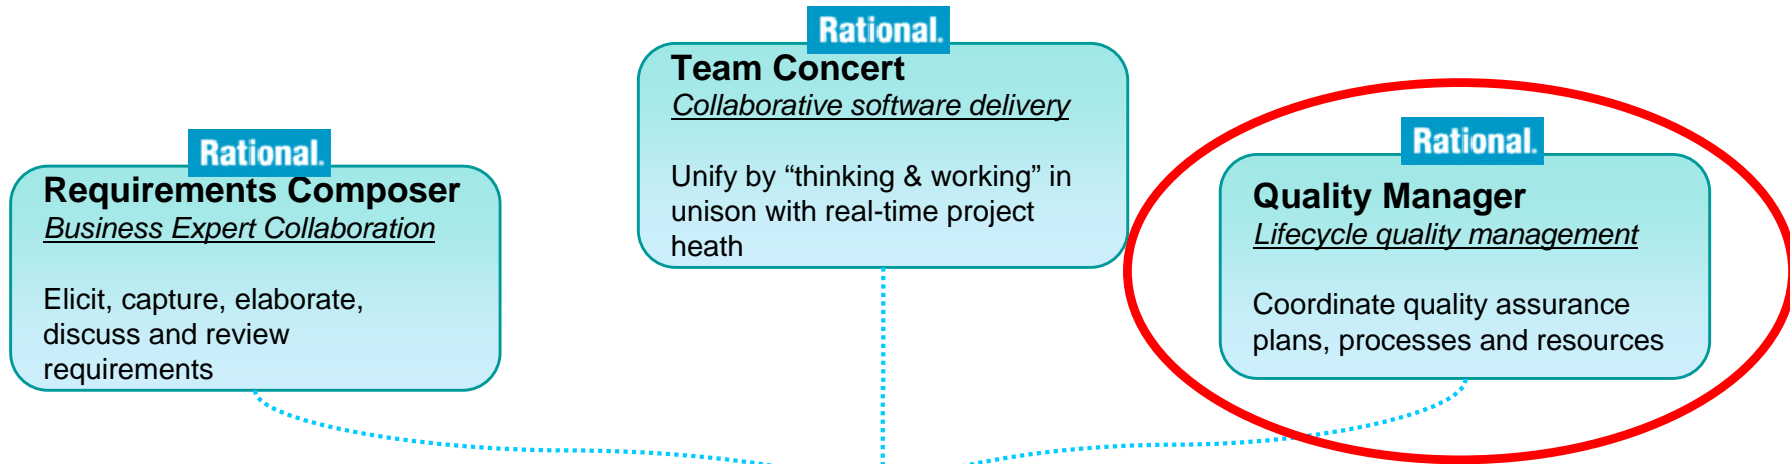 Rational.
Requirements Composer
Business Expert Collaboration
Elicit, capture, elaborate,
discuss and review
requirements
Rational.
Team Concert
Collaborative software delivery
Unify by “thinking & working” in
unison with real-time project
heath
Rational.
Quality Manager
Lifecycle quality management
Coordinate quality assurance
plans, processes and resources